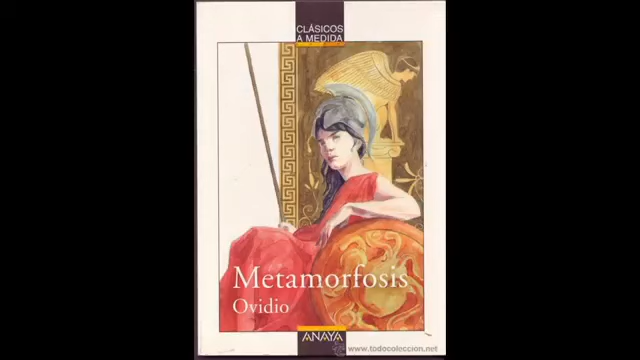 CLÁSICOS
A MEDIDA
Metamorfosis
Ovidio
ANAYA
www.todocoleccion.net